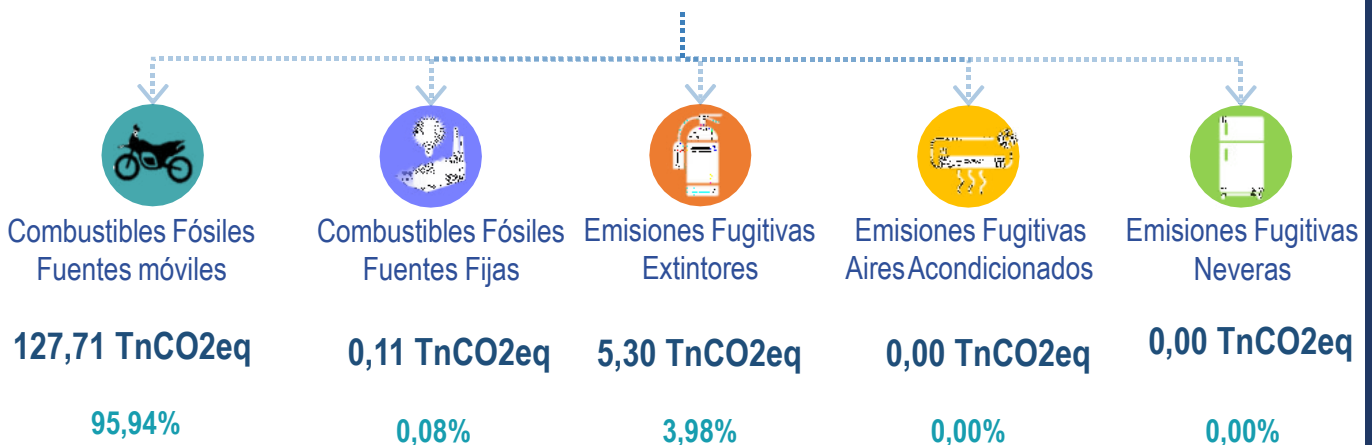 Combustibles Fósiles
Fuentes móviles
127,71 TnCO2eq
95,94%
Combustibles Fósiles
Fuentes Fijas
0,11 TnCO2eq
0,08%
Emisiones Fugitivas
Extintores
5,30 TnCO2eq
3,98%
Emisiones Fugitivas
Aires Acondicionados
0,00 TnCO2eq
0,00%
Emisiones Fugitivas
Neveras
0,00 TnCO2eq
0,00%